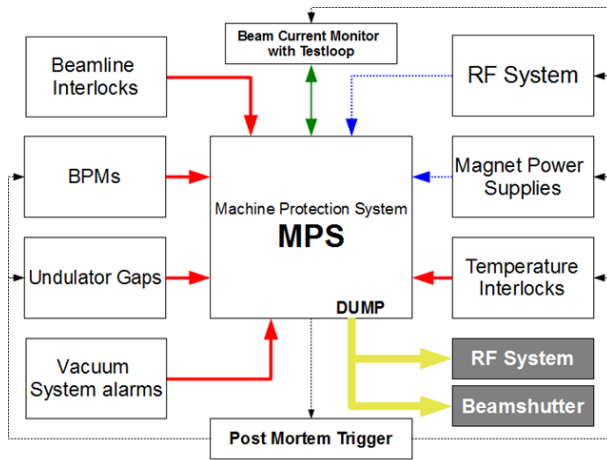 Beam Current Monitor
with Testloop
Beamline
Interlocks
RF System
BPMs
Magnet Power
Supplies
Machine Protection System
MPS
Undulator Gaps
Temperature
Interlocks
DUMP
Vacuum
System alarms
RF System
Beamshutter
Post Mortem Trigger